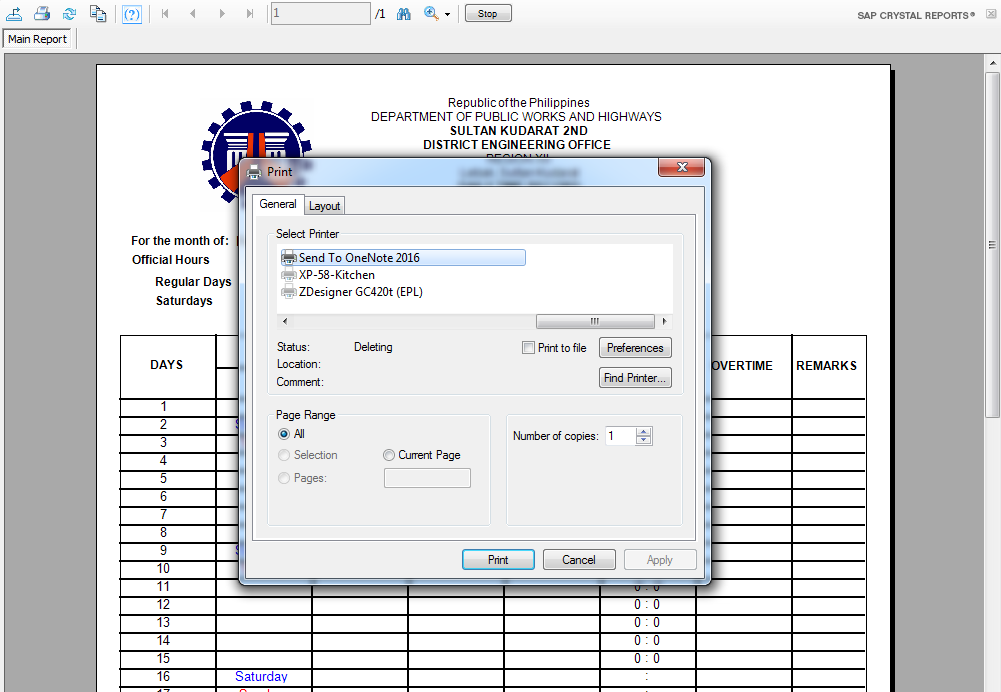 1 /1 Stop SAP CRYSTAL REPORTS®
Main Report
Republic of the Philippines
DEPARTMENT OF PUBLIC WORKS AND HIGHWAYS
SULTAN KUDARAT 2ND
DISTRICT ENGINEERING OFFICE
REGION XII
Print
General Layout
Select Printer
Send To OneNote 2016
XP-58-Kitchen
ZDesigner GC420t (EPL)
Status: Deleting Print to file Preferences
Location:
Comment: Find Printer...
Page Range
All
Selection Current Page
Pages:
Number of copies: 1
Print Cancel Apply
For the month of:
Official Hours
Regular Days
Saturdays
DAYS OVERTIME REMARKS
1
2
3
4
5
6
7
8
9
10
11 0 : 0
12 0 : 0
13 0 : 0
14 0 : 0
15 0 : 0
16 Saturday :